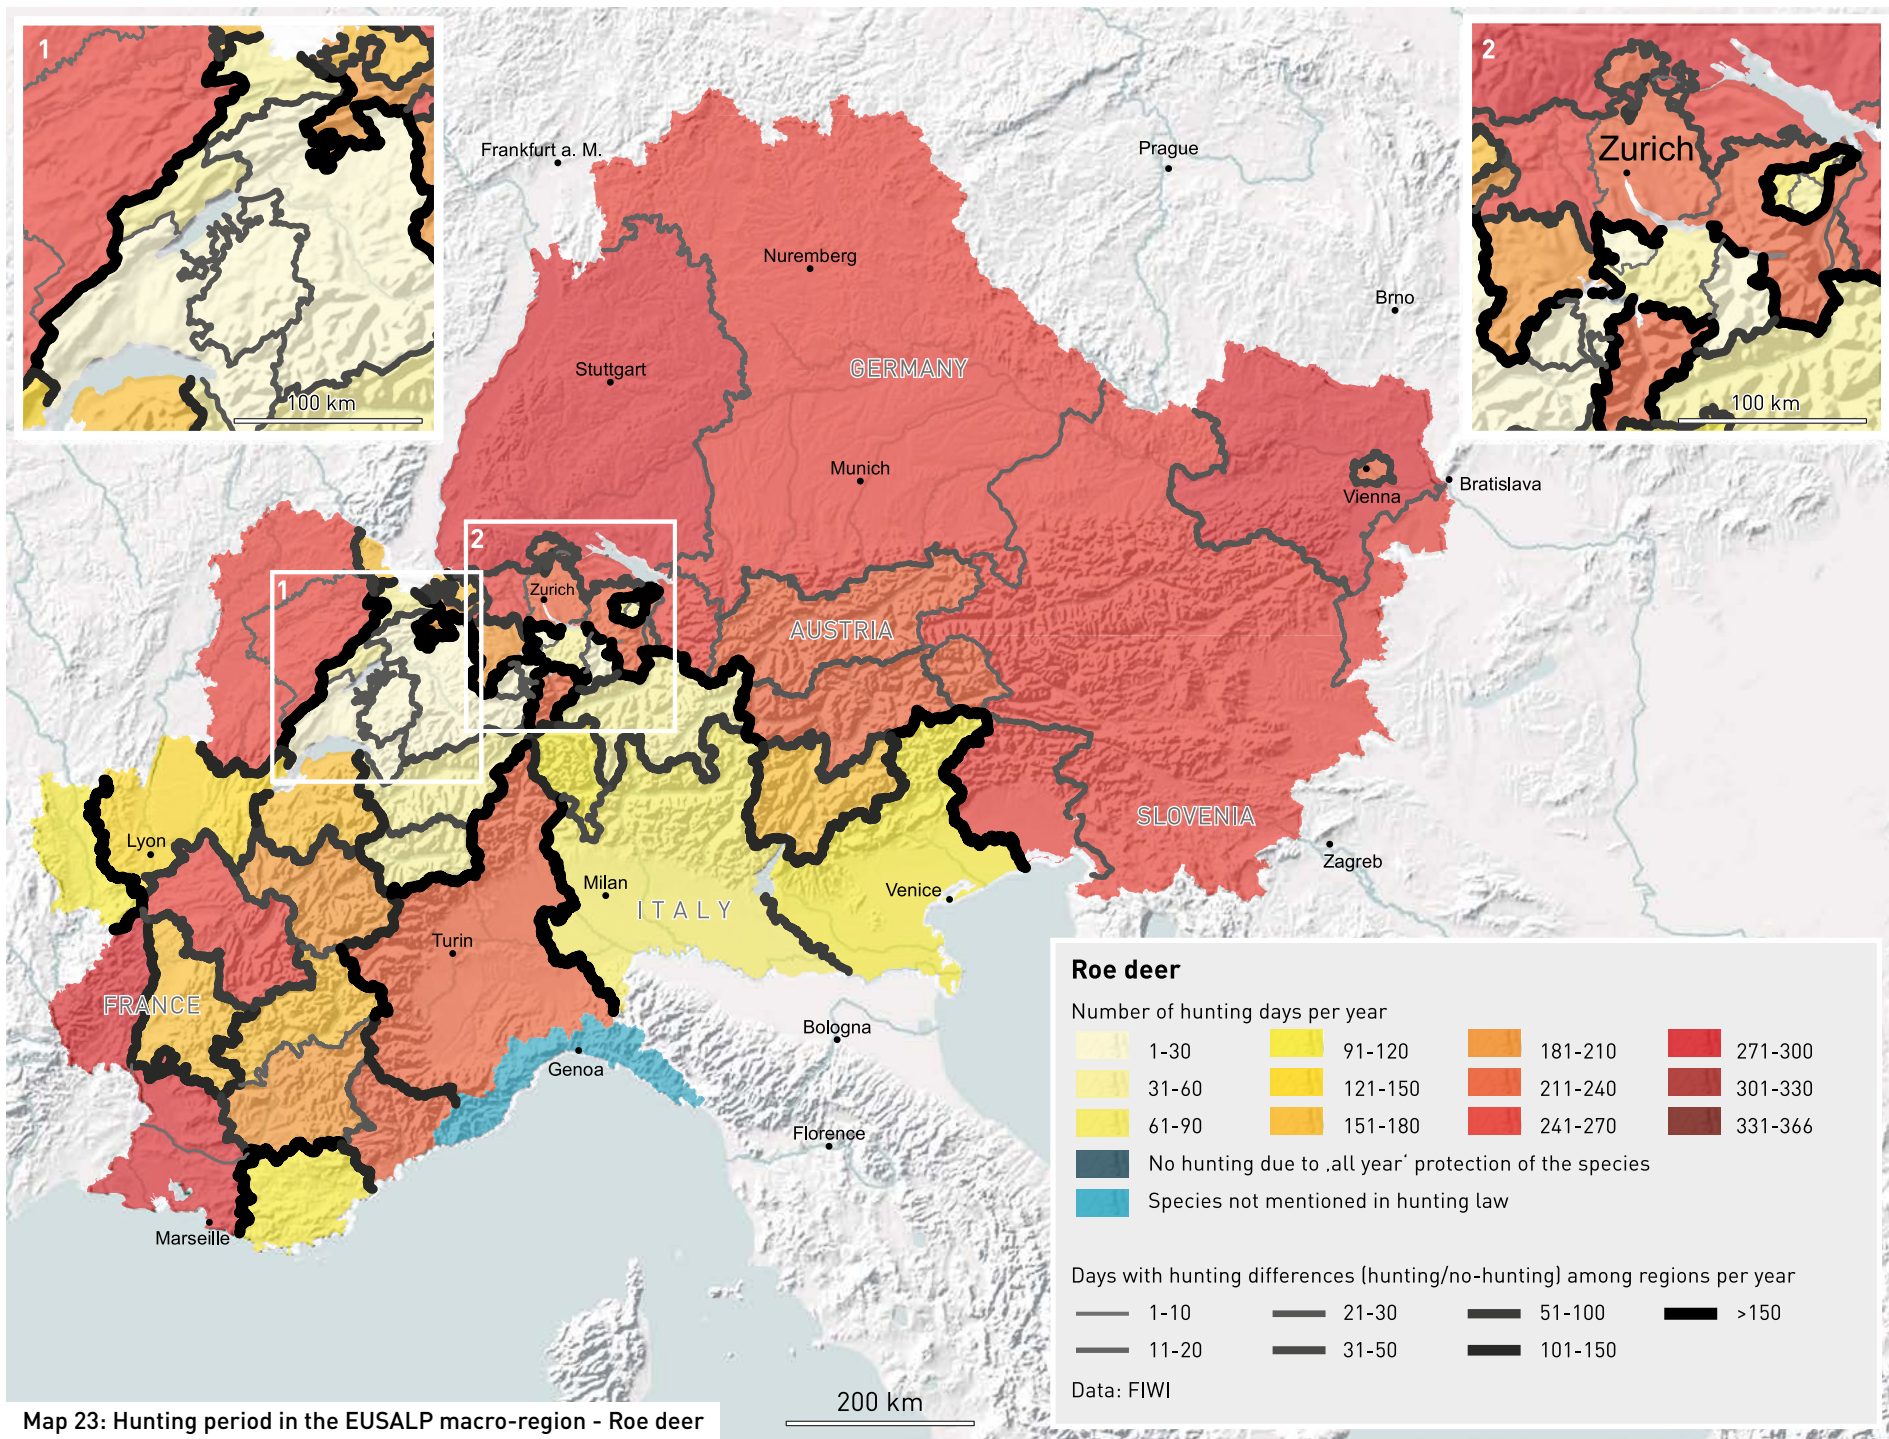 1
2
Zurich
100 km
100 km
Frankfurt a. M.
Prague
Nuremberg
Brno
Stuttgart
GERMANY
Munich
Vienna
Bratislava
2
1
Zurich
AUSTRIA
SLOVENIA
Lyon
Zagreb
Milan
ITALY
Venice
Turin
FRANCE
Bologna
Genoa
Florence
Marseille
Roe deer
Number of hunting days per year
1-30
91-120
181-210
271-300
31-60
121-150
211-240
301-330
61-90
151-180
241-270
331-366
No hunting due to ‚all year‘ protection of the species
Species not mentioned in hunting law
Days with hunting differences (hunting/no-hunting) among regions per year
1-10
21-30
51-100
>150
11-20
31-50
101-150
Data: FIWI
200 km
Map 23: Hunting period in the EUSALP macro-region - Roe deer